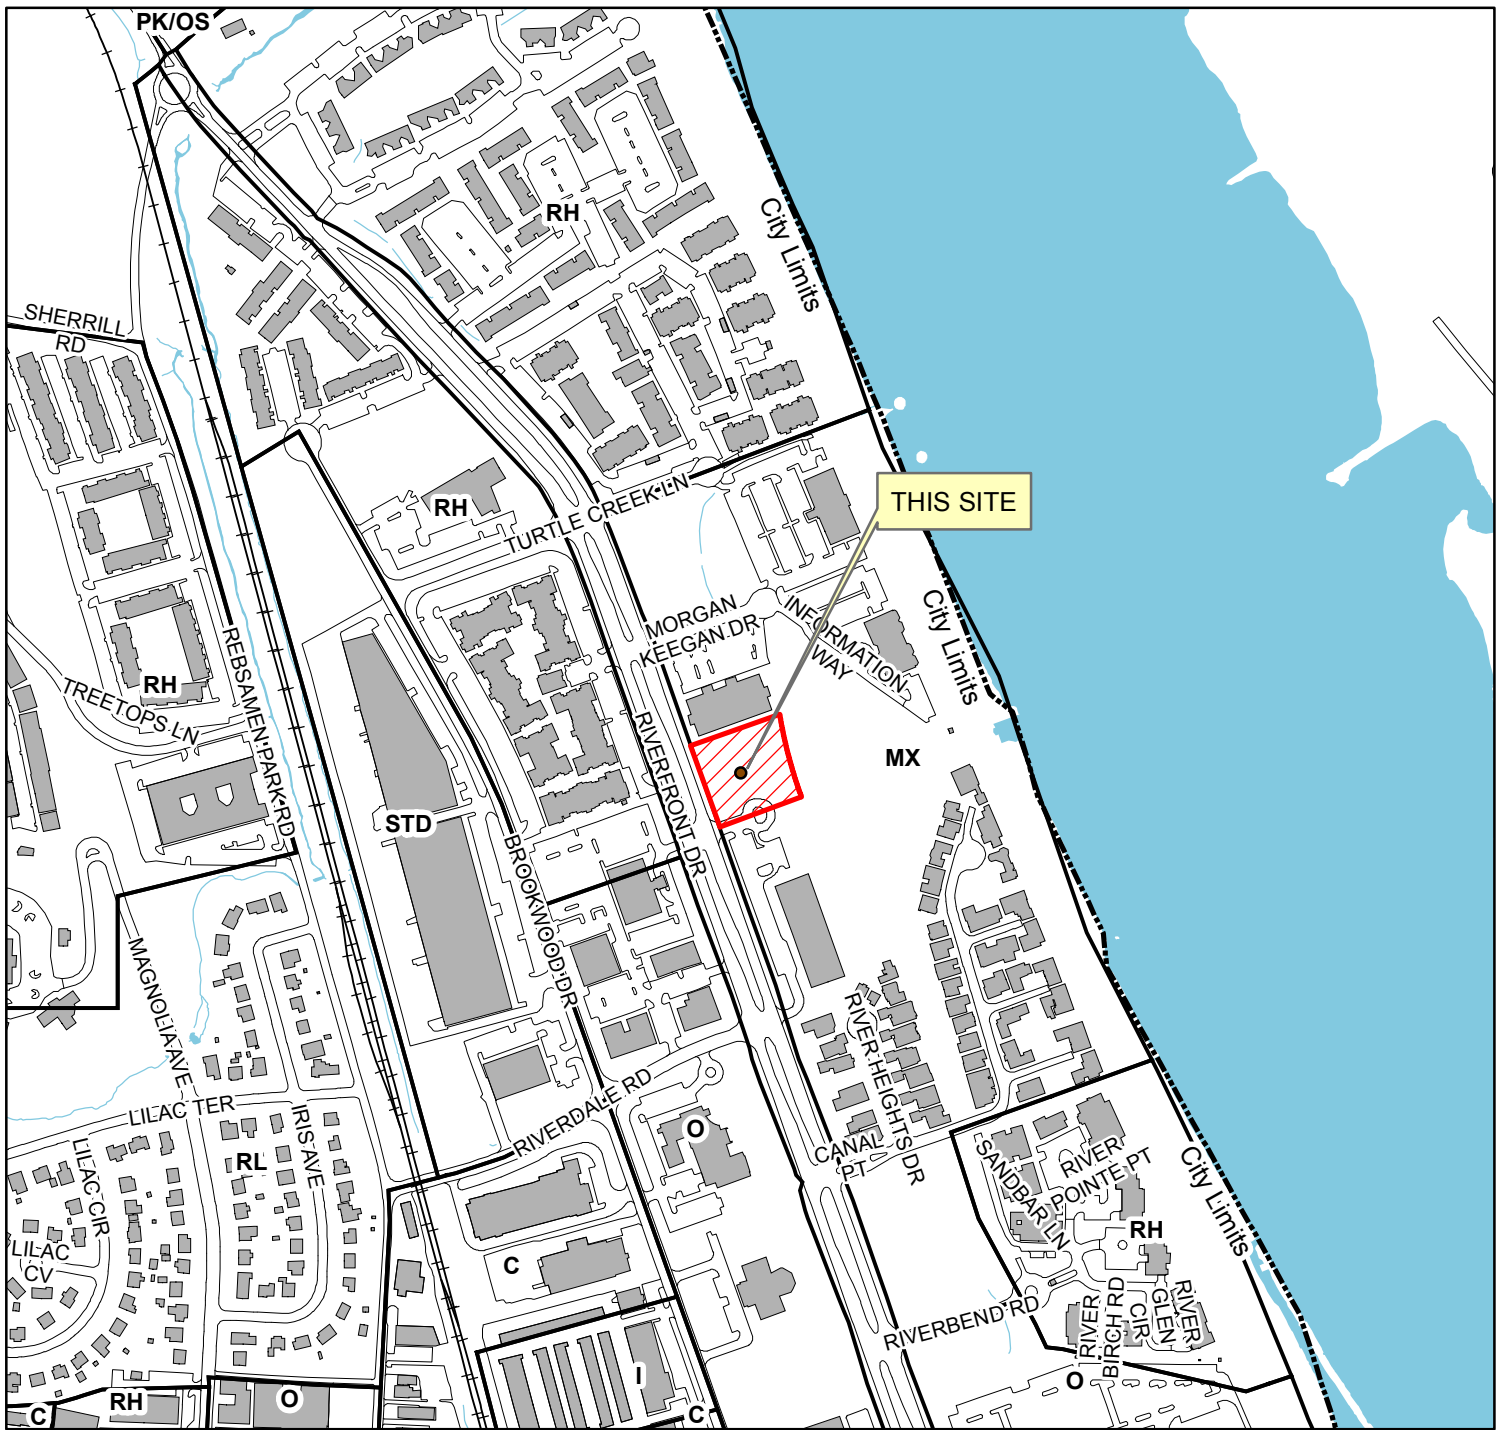 PK/OS
RH
City Limits
SHERRILL
RD
THIS SITE
RH
TURTLE CREEK LN
MORGAN
KEEGAN DR
INFORMATION
WAY
City Limits
RH
TREETOPS LN
REBSAMEN PARK RD
RIVERFRONT DR
MX
STD
BROOKWOOD DR
MAGNOLIA AVE
RIVER HEIGHTS DR
LILAC TER
IRIS AVE
RIVERDALE RD
O
CANAL
PT
SANDBAR LN
RIVER
POINTE PT
City Limits
LILAC CIR
RL
RH
LILAC
CV
C
RIVERBEND RD
RIVER
BIRCH RD
RIVER
GLEN
CIR
I
O
RH
O
C
C